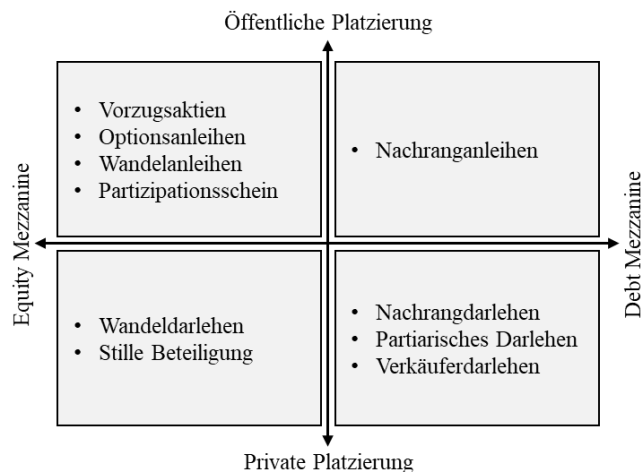 Öffentliche Platzierung
• Vorzugsaktien
• Optionsanleihen
• Wandelanleihen
• Partizipationsschein
• Nachranganleihen
Equity Mezzanine
Debt Mezzanine
• Wandeldarlehen
• Stille Beteiligung
• Nachrangdarlehen
• Partiarisches Darlehen
• Verkäuferdarlehen
Private Platzierung